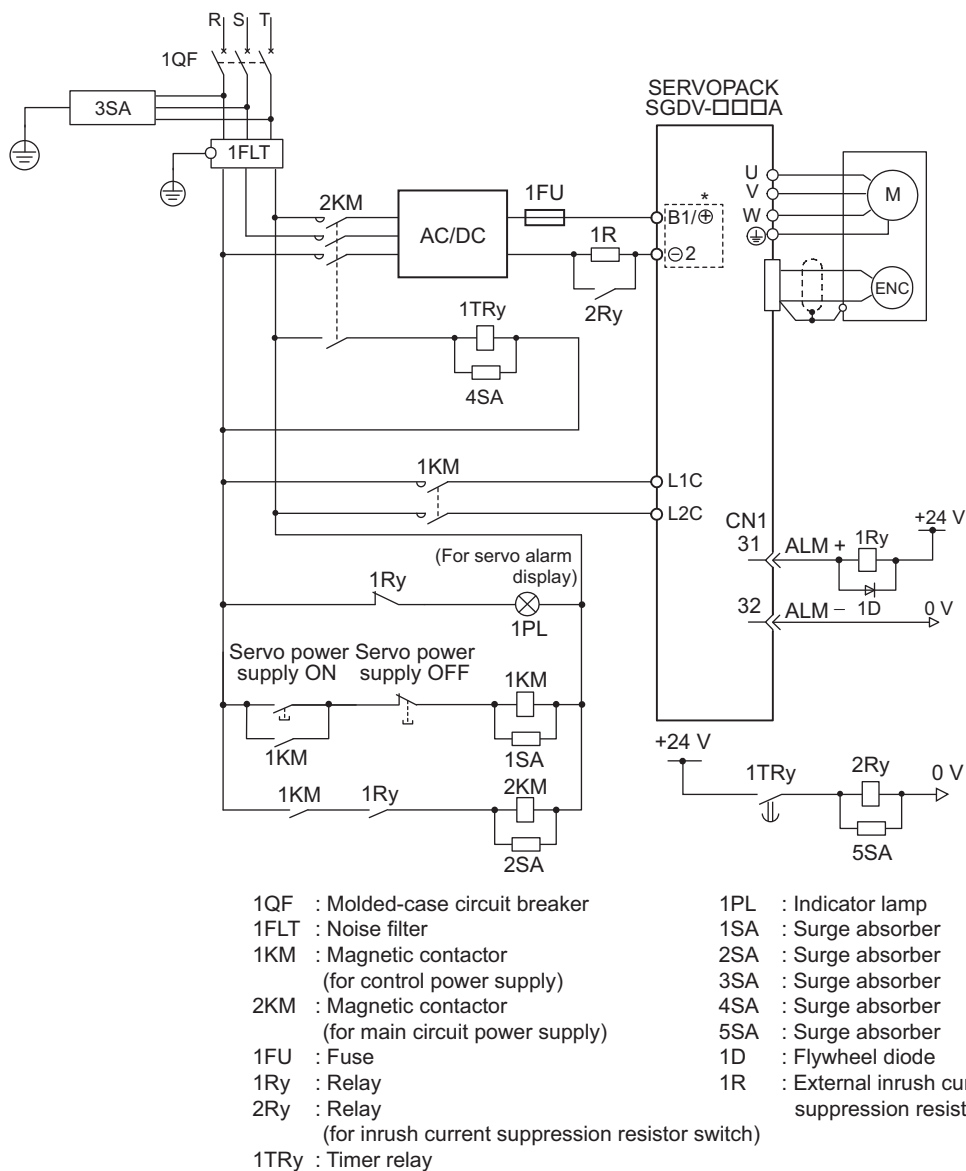 R S T
1QF
3SA
1FLT
SERVOPACK
SGDV-□□□A
2KM
AC/DC
1FU
*
B1/⊕
1R
⊖2
2Ry
U
V
W
M
ENC
1TRy
4SA
1KM
L1C
L2C
CN1
31 ALM + 1Ry +24 V
1D
32 ALM − 0 V
(For servo alarm
display)
1Ry
1PL
Servo power Servo power
supply ON supply OFF
1KM
1KM
1SA
1KM 1Ry 2KM
2SA
+24 V
1TRy 2Ry 0 V
5SA
1QF : Molded-case circuit breaker
1FLT : Noise filter
1KM : Magnetic contactor
(for control power supply)
2KM : Magnetic contactor
(for main circuit power supply)
1FU : Fuse
1Ry : Relay
2Ry : Relay
(for inrush current suppression resistor switch)
1TRy : Timer relay
1PL : Indicator lamp
1SA : Surge absorber
2SA : Surge absorber
3SA : Surge absorber
4SA : Surge absorber
5SA : Surge absorber
1D : Flywheel diode
1R : External inrush
suppression